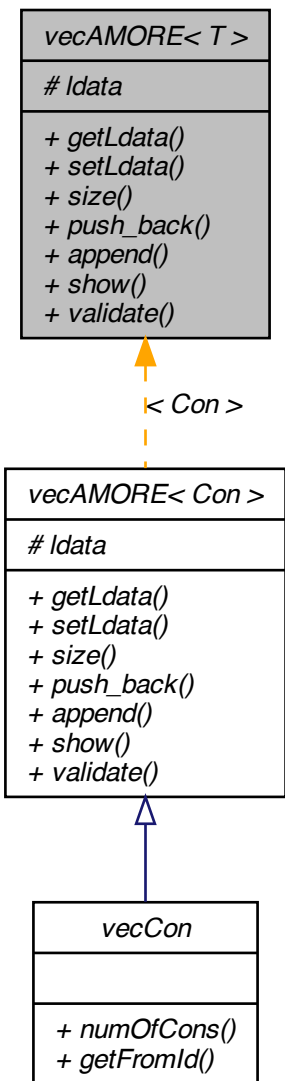 vecAMORE< T >
# ldata
+ getLdata()
+ setLdata()
+ size()
+ push_back()
+ append()
+ show()
+ validate()
< Con >
vecAMORE< Con >
# ldata
+ getLdata()
+ setLdata()
+ size()
+ push_back()
+ append()
+ show()
+ validate()
vecCon
+ numOfCons()
+ getFromId()